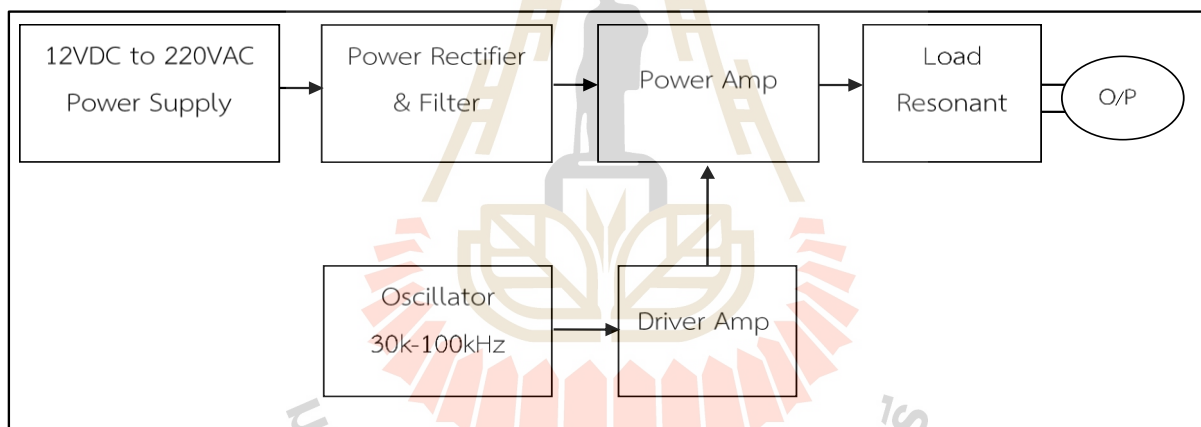 12VDC to 220VAC
Power Supply
Power Rectifier
& Filter
Power Amp
Load
Resonant
O/P
Oscillator
30k-100kHz
Driver Amp